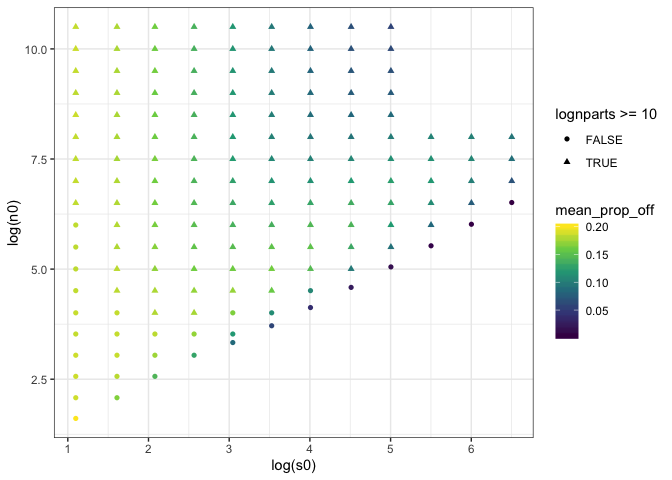 10.0
7.5
5.0
2.5
log(n0)
1 2 3 4 5 6
log(s0)
lognparts >= 10
FALSE
TRUE
mean_prop_off
0.20
0.15
0.10
0.05